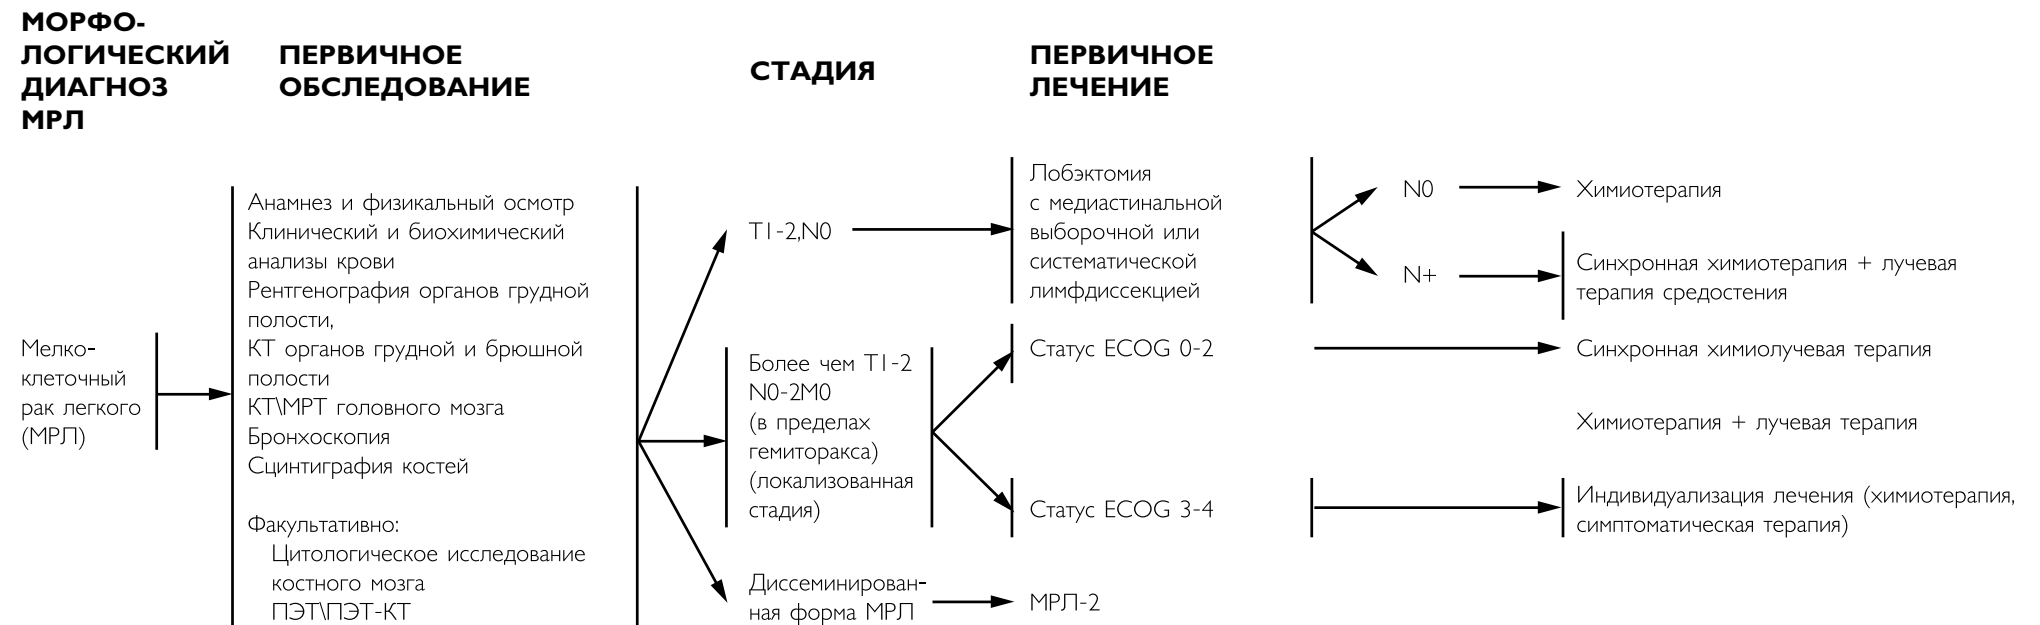 МОРФО-
ЛОГИЧЕСКИЙ
ДИАГНОЗ
МРЛ
ПЕРВИЧНОЕ
ОБСЛЕДОВАНИЕ
СТАДИЯ
ПЕРВИЧНОЕ
ЛЕЧЕНИЕ
Мелко-
клеточный
рак легкого
(МРЛ)
Анамнез и физикальный осмотр
Клинический и биохимический
анализы крови
Рентгенография органов грудной
полости,
КТ органов грудной и брюшной
полости
КТ\МРТ головного мозга
Бронхоскопия
Сцинтиграфия костей
Факультативно:
Цитологическое исследование
костного мозга
ПЭТ\ПЭТ-КТ
T1-2,N0
Более чем T1-2
N0-2M0
(в пределах
гемиторакса)
(локализованная
стадия)
Диссеминирован-
ная форма МРЛ
Лобэктомия
с медиастинальной
выборочной или
систематической
лимфдиссекцией
Статус ECOG 0-2
Статус ECOG 3-4
МРЛ-2
N0
N+
Химиотерапия
Синхронная химиотерапия + лучевая
терапия средостения
Синхронная химиолучевая терапия
Химиотерапия + лучевая терапия
Индивидуализация лечения (химиотерапия,
симптоматическая терапия)